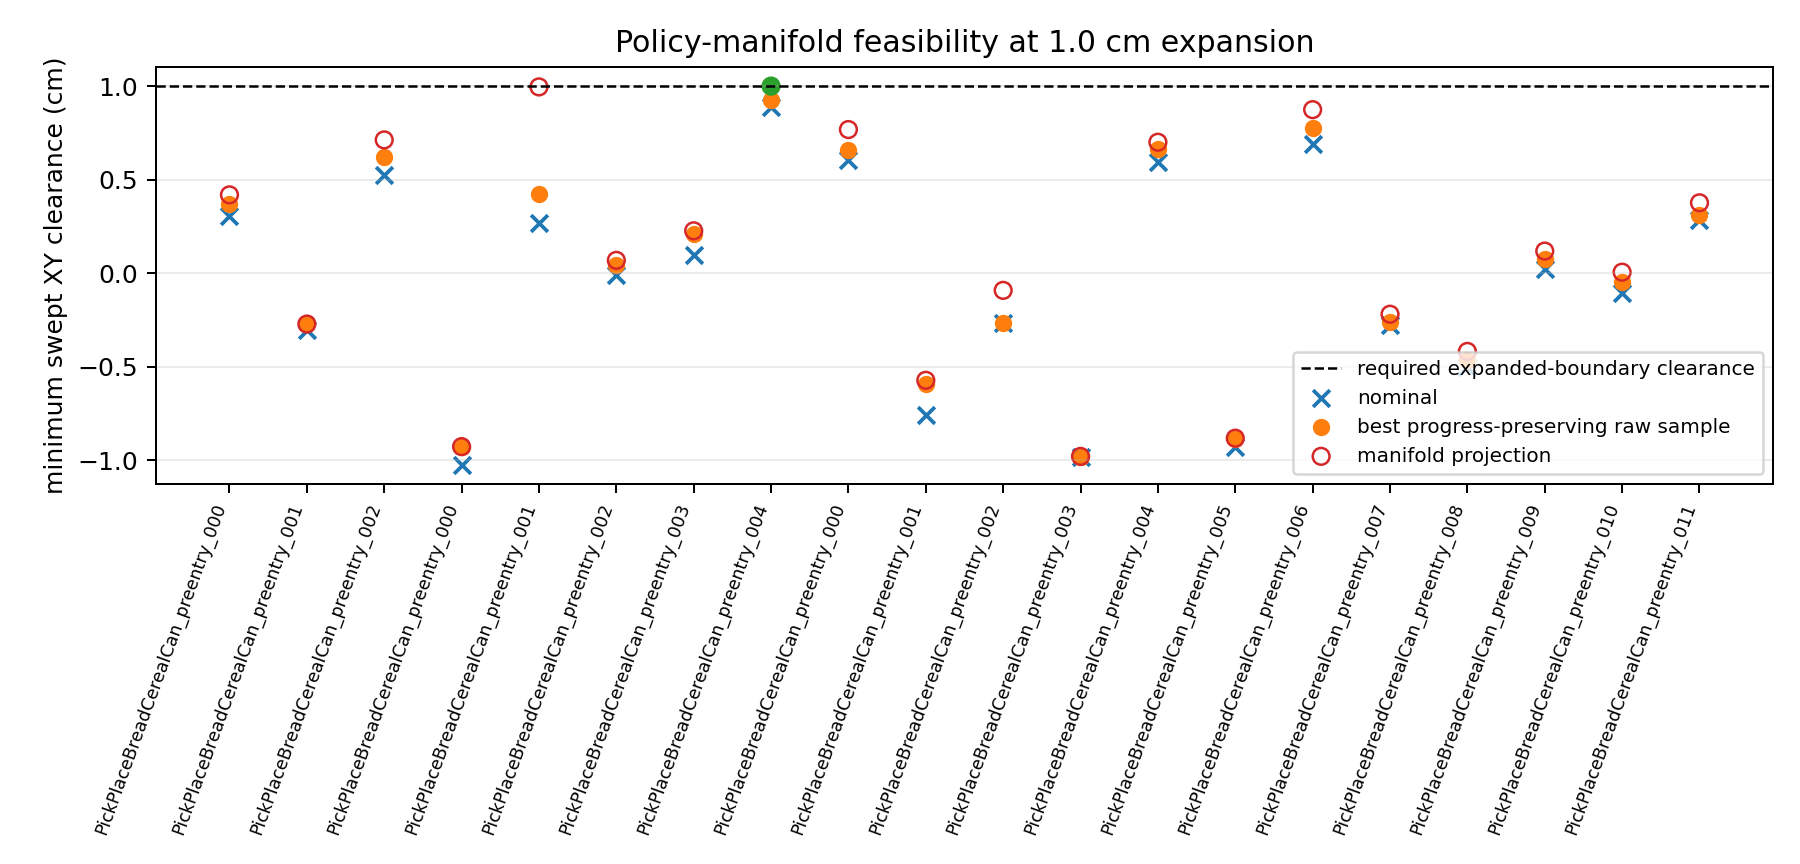 Policy-manifold feasibility at 1.0 cm expansion
minimum swept XY clearance (cm)
1.0
0.5
0.0
−0.5
−1.0
required expanded-boundary clearance
nominal
best progress-preserving raw sample
manifold projection
PickPlaceBreadCerealCan_preentry_000
PickPlaceBreadCerealCan_preentry_001
PickPlaceBreadCerealCan_preentry_002
PickPlaceBreadCerealCan_preentry_000
PickPlaceBreadCerealCan_preentry_001
PickPlaceBreadCerealCan_preentry_002
PickPlaceBreadCerealCan_preentry_003
PickPlaceBreadCerealCan_preentry_004
PickPlaceBreadCerealCan_preentry_000
PickPlaceBreadCerealCan_preentry_001
PickPlaceBreadCerealCan_preentry_002
PickPlaceBreadCerealCan_preentry_003
PickPlaceBreadCerealCan_preentry_004
PickPlaceBreadCerealCan_preentry_005
PickPlaceBreadCerealCan_preentry_006
PickPlaceBreadCerealCan_preentry_007
PickPlaceBreadCerealCan_preentry_008
PickPlaceBreadCerealCan_preentry_009
PickPlaceBreadCerealCan_preentry_010
PickPlaceBreadCerealCan_preentry_011